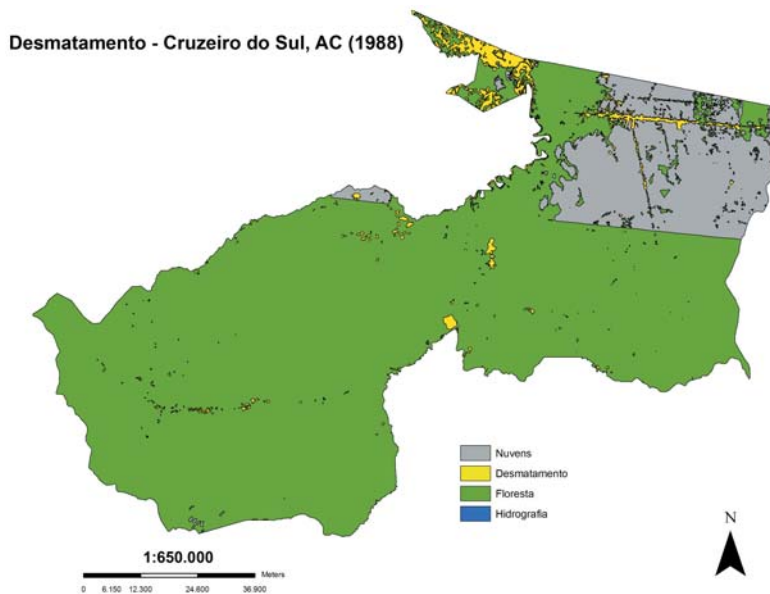 Desmatamento - Cruzeiro do Sul, AC (1988)
Nuvens
Desmatamento
Floresta
Hidrografia
N
1:650.000
Meters
0 6.150 12.300 24.600 36.900